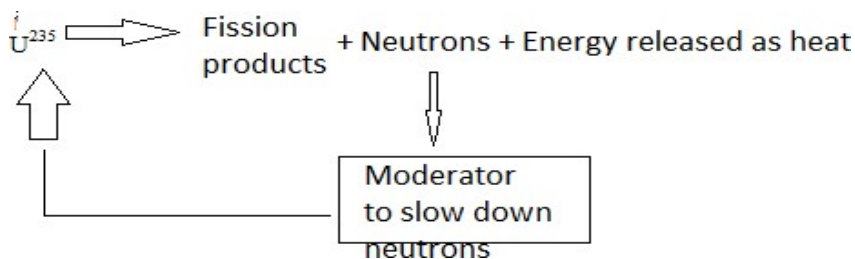 U²³⁵ Fission products + Neutrons + Energy released as heat
Moderator
to slow down
neutrons